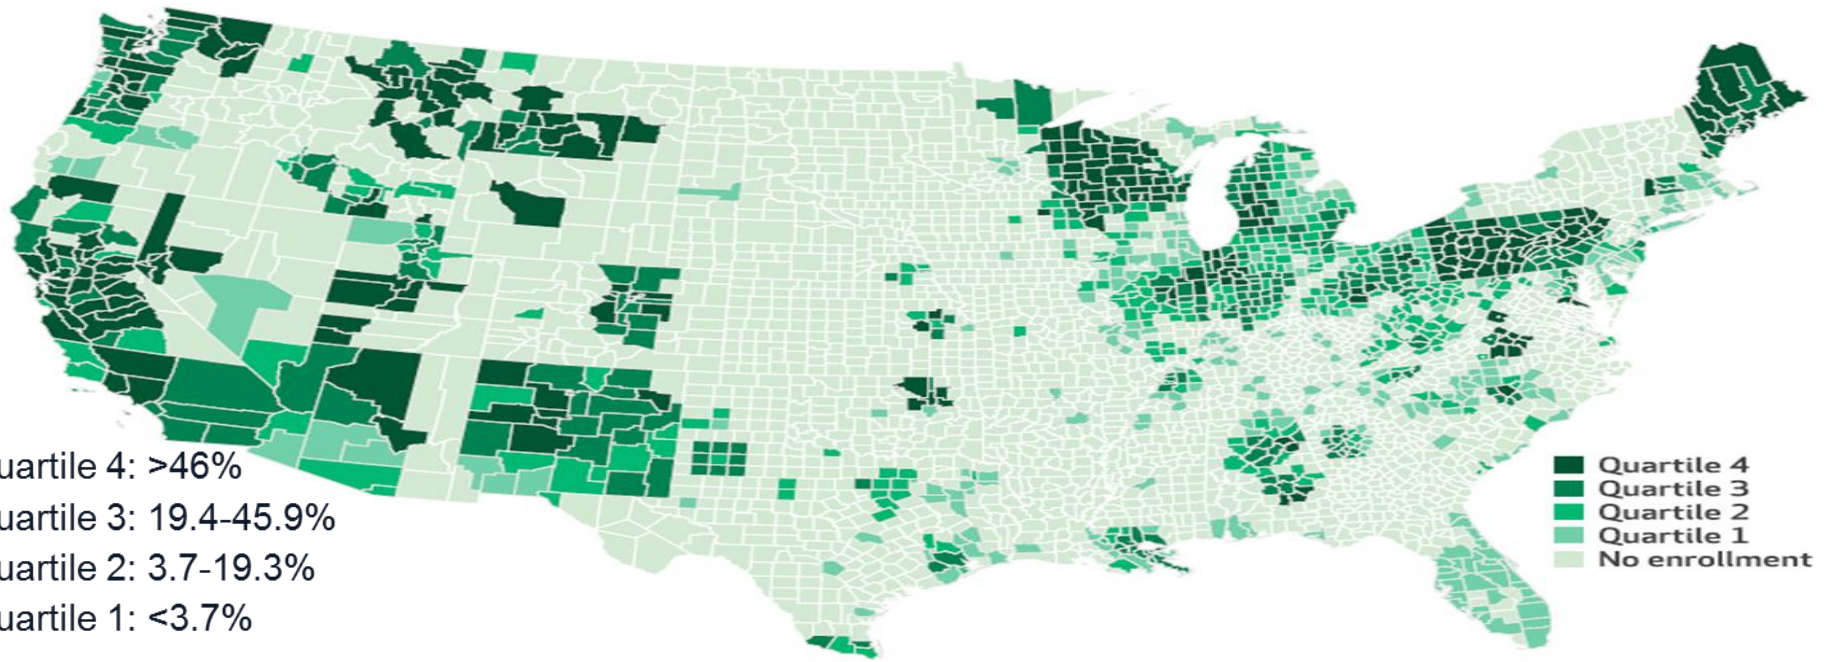 uartile 4: >46%
uartile 3: 19.4-45.9%
uartile 2: 3.7-19.3%
uartile 1: <3.7%
Quartile 4
Quartile 3
Quartile 2
Quartile 1
No enrollment